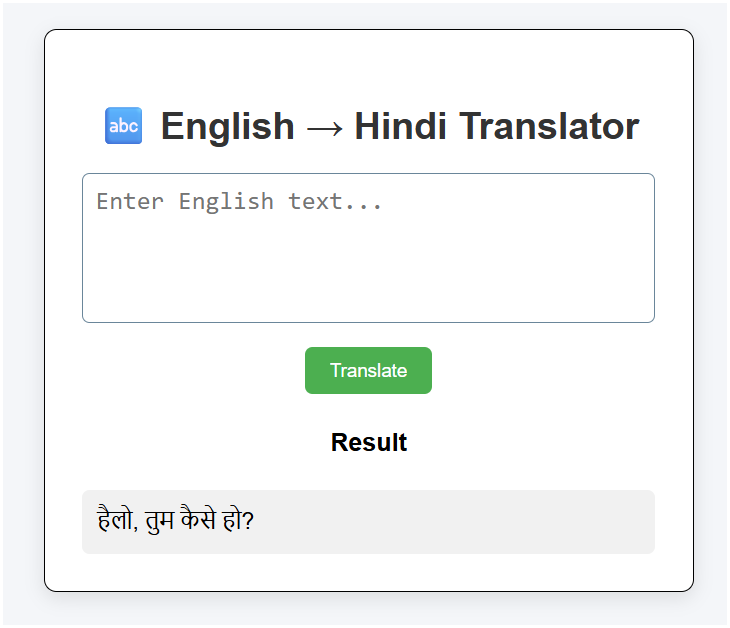 abc English → Hindi Translator
Enter English text...
Translate
Result
हैलो, तुम कैसे हो?